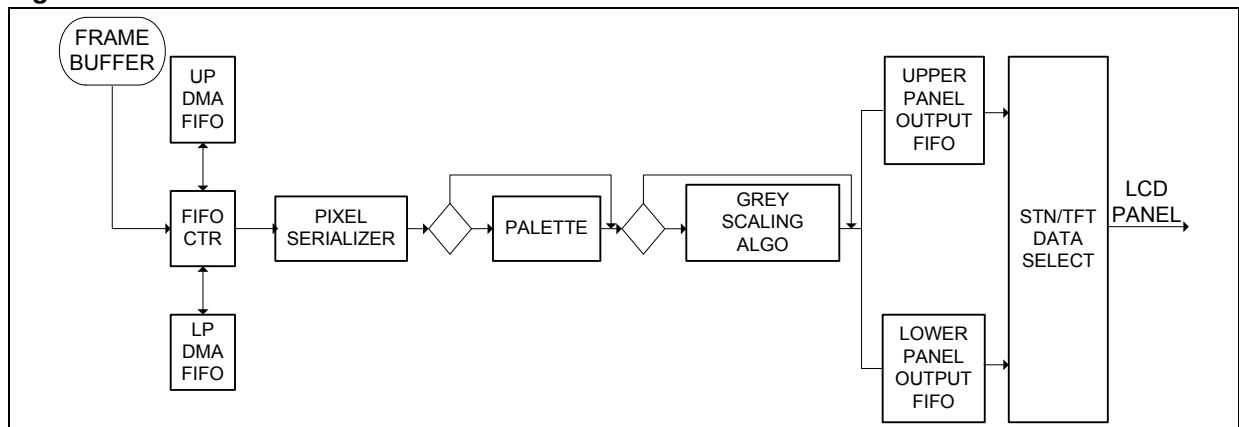 FRAME
BUFFER
UP
DMA
FIFO
FIFO
CTR
LP
DMA
FIFO
PIXEL
SERIALIZER
PALETTE
GREY
SCALING
ALGO
UPPER
PANEL
OUTPUT
FIFO
LOWER
PANEL
OUTPUT
FIFO
STN/TFT
DATA
SELECT
LCD
PANEL